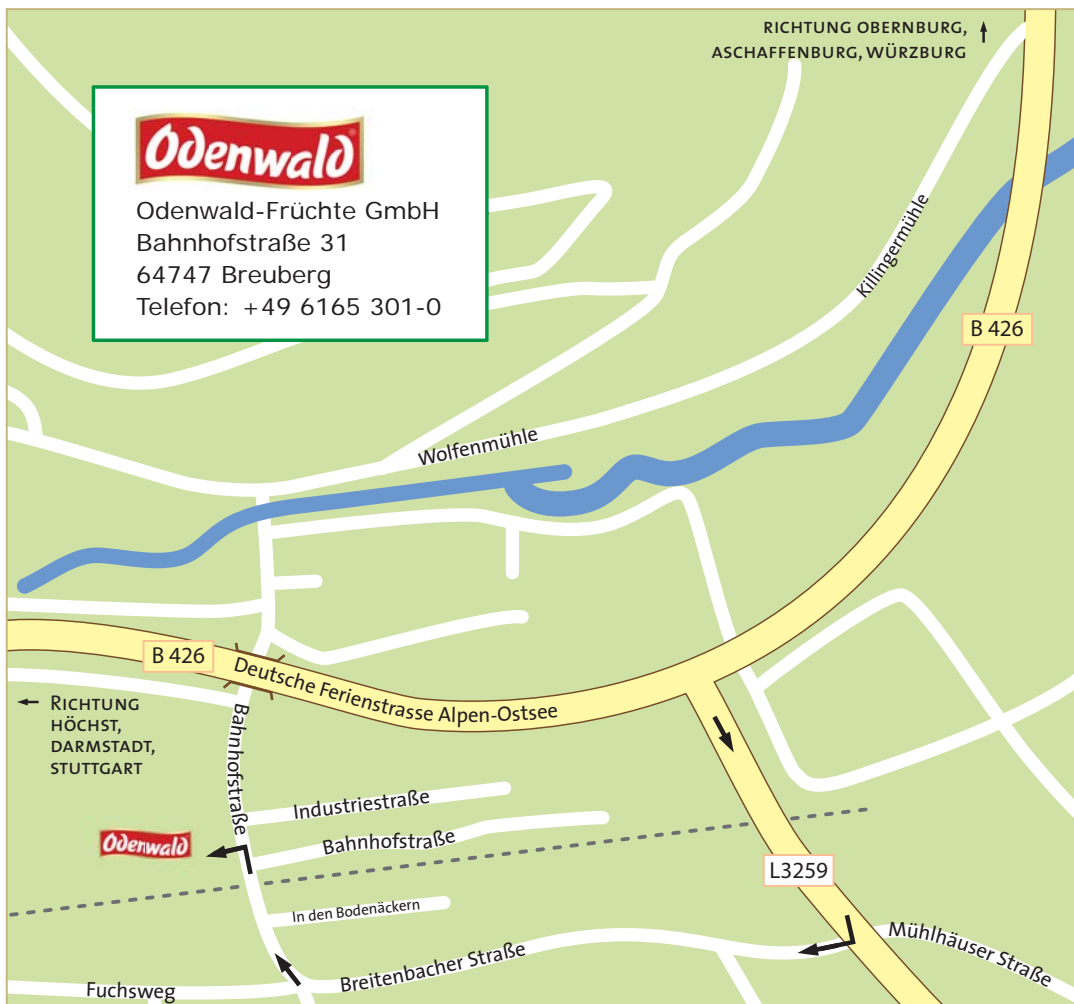 RICHTUNG OBERNBURG,
ASCHAFFENBURG, WÜRZBURG
Odenwald
Odenwald-Früchte GmbH
Bahnhofstraße 31
64747 Breuberg
Telefon: +49 6165 301-0
Killingermühle
B 426
Wolfenmühle
B 426
Deutsche Ferienstrasse Alpen-Ostsee
RICHTUNG
HÖCHST,
DARMSTADT,
STUTTGART
Bahnhofstraße
Industriestraße
Bahnhofstraße
Odenwald
L3259
In den Bodenäckern
Mühlhäuser Straße
Breitenbacher Straße
Fuchsweg